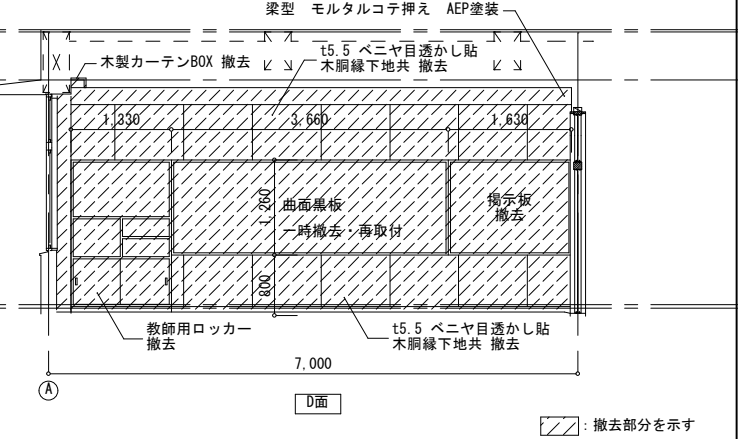 梁型 モルタルコテ押え AEP塗装
木製カーテンBOX 撤去
t5.5 ベニヤ目透かし貼
木胴縁下地共 撤去
1,330
3,660
1,630
1,260
曲面黒板
一時撤去・再取付
掲示板
撤去
800
教師用ロッカー
撤去
t5.5 ベニヤ目透かし貼
木胴縁下地共 撤去
7,000
A
D面
：撤去部分を示す